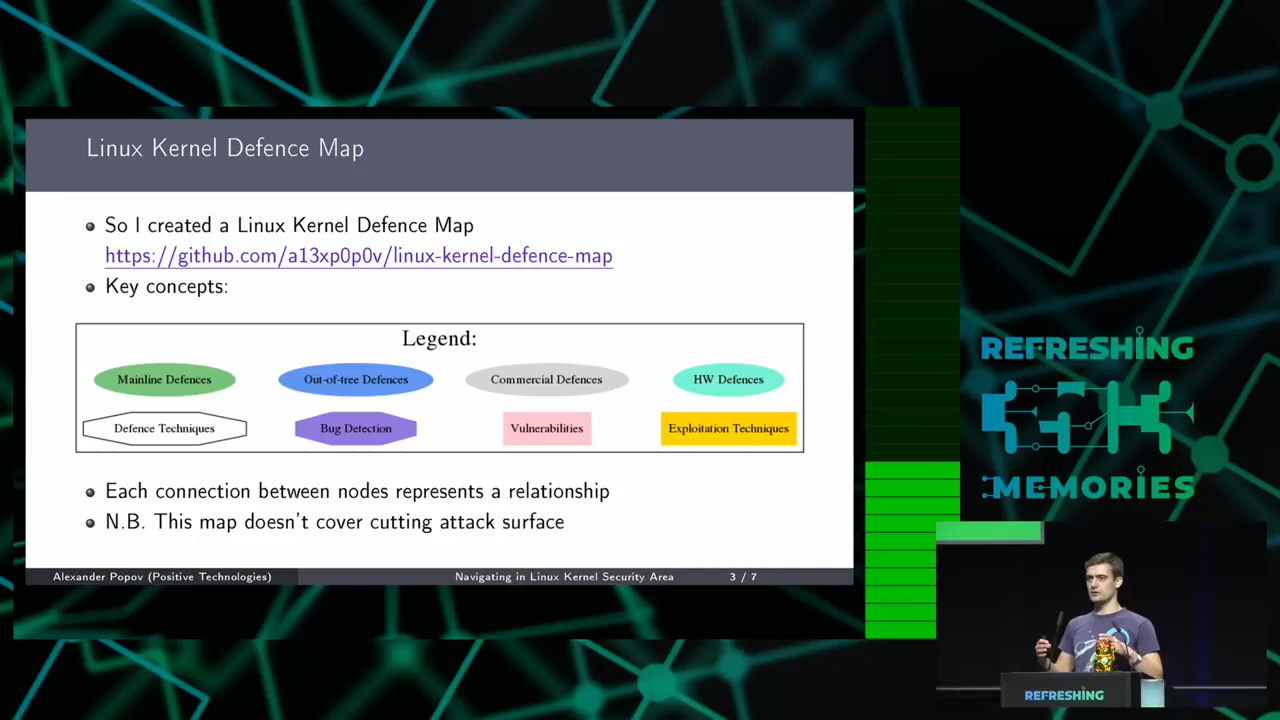 Linux Kernel Defence Map
So I created a Linux Kernel Defence Map
https://github.com/a13xp0p0v/linux-kernel-defence-map
Key concepts:
Legend:
Mainline Defences
Out-of-tree Defences
Commercial Defences
HW Defences
Defence Techniques
Bug Detection
Vulnerabilities
Exploitation Techniques
Each connection between nodes represents a relationship
N.B. This map doesn't cover cutting attack surface
Alexander Popov (Positive Technologies)
Navigating in Linux Kernel Security Area
3 / 7
REFRESHING
MEMORIES
REFRESHING